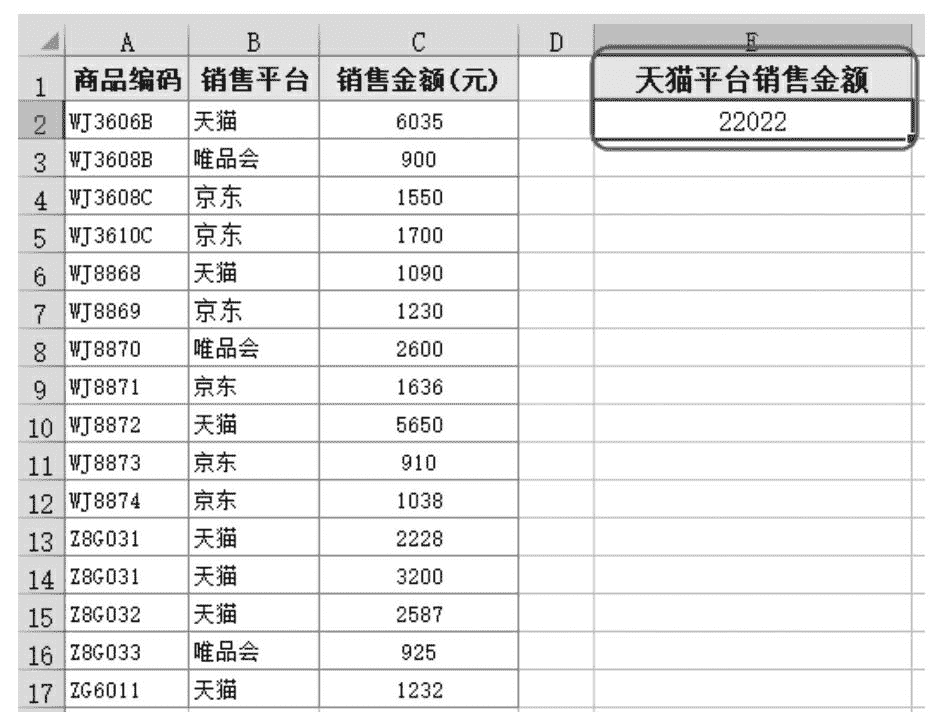 A B C D E
1 商品编码 销售平台 销售金额(元) 天猫平台销售金额
2 WJ3606B 天猫 6035 22022
3 WJ3608B 唯品会 900
4 WJ3608C 京东 1550
5 WJ3610C 京东 1700
6 WJ8868 天猫 1090
7 WJ8869 京东 1230
8 WJ8870 唯品会 2600
9 WJ8871 京东 1636
10 WJ8872 天猫 5650
11 WJ8873 京东 910
12 WJ8874 京东 1038
13 Z8G031 天猫 2228
14 Z8G031 天猫 3200
15 Z8G032 天猫 2587
16 Z8G033 唯品会 925
17 ZG6011 天猫 1232